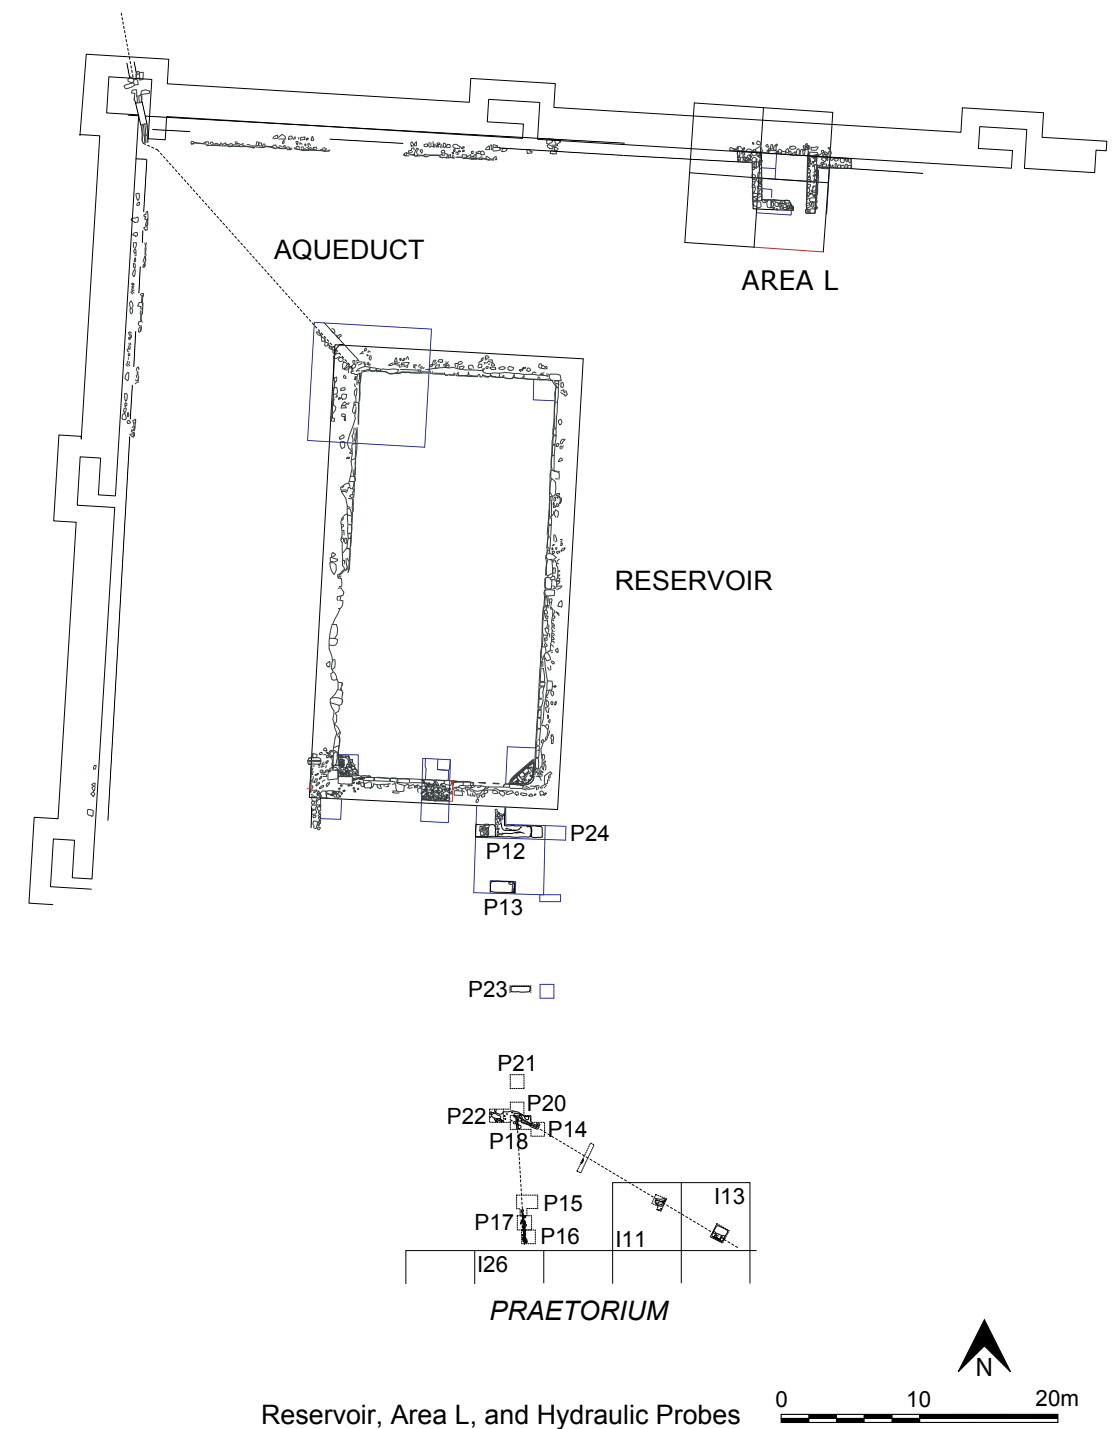 AQUEDUCT
AREA L
RESERVOIR
P24
P12
P13
P23
P21
P20
P22
P14
P18
I13
P15
P17
P16
I11
I26
PRAETORIUM
N
0 10 20m
Reservoir, Area L, and Hydraulic Probes